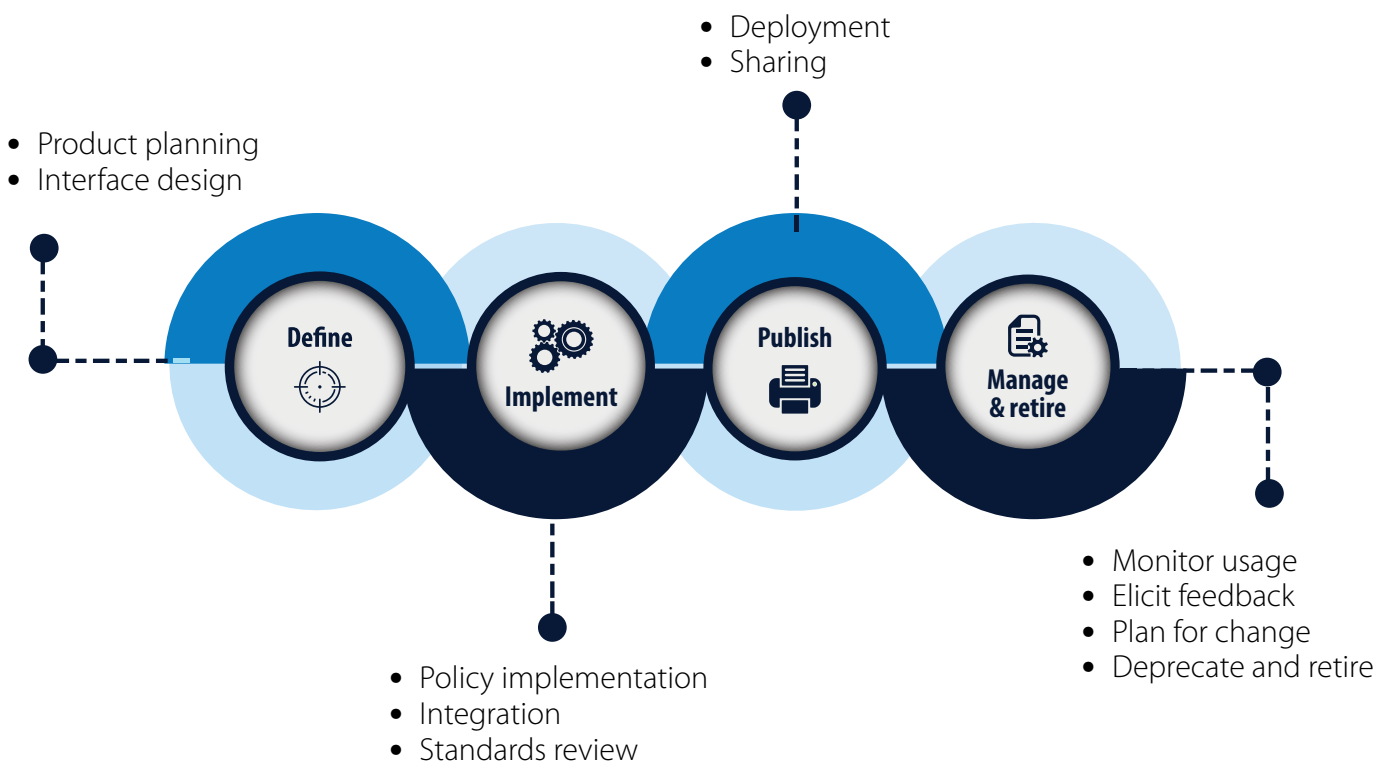 • Deployment
• Sharing
• Product planning
• Interface design
Define
Implement
Publish
Manage
& retire
• Policy implementation
• Integration
• Standards review
• Monitor usage
• Elicit feedback
• Plan for change
• Deprecate and retire